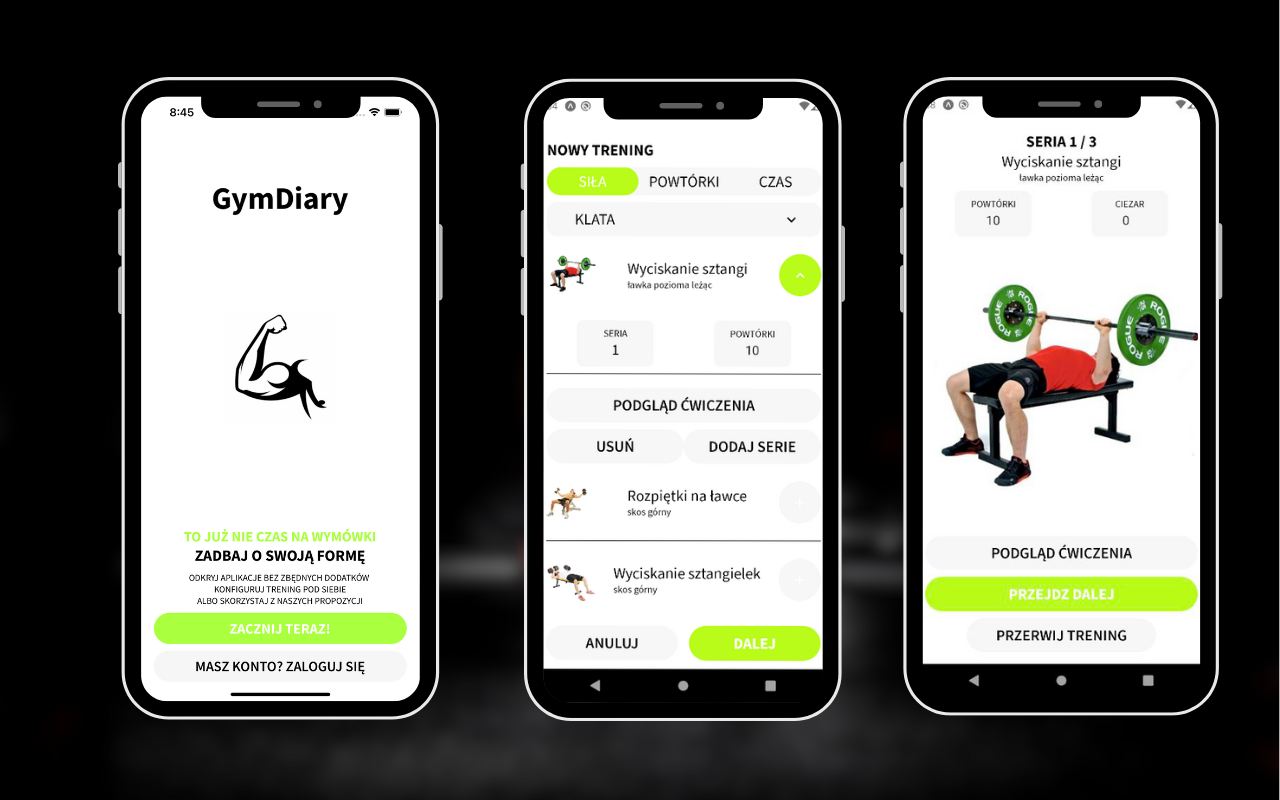 8:45
GymDiary
TO JUŻ NIE CZAS NA WYMÓWKI
ZADBAJ O SWOJĄ FORMĘ
ODKRYJ APLIKACJE BEZ ZBĘDNYCH DODATKÓW
KONFIGURUJ TRENING POD SIEBIE
ALBO SKORZYSTAJ Z NASZYCH PROPOZYCJI
ZACZNIJ TERAZ!
MASZ KONTO? ZALOGUJ SIĘ
NOWY TRENING
SIŁA POWTÓRKI CZAS
KLATA
Wyciskanie sztangi
ławka pozioma leżąc
SERIA POWTÓRKI
1 10
PODGLĄD ĆWICZENIA
USUŃ DODAJ SERIE
Rozpiętki na ławce
skos górny
Wyciskanie sztangielek
skos górny
ANULUJ DALEJ
SERIA 1 / 3
Wyciskanie sztangi
ławka pozioma leżąc
POWTÓRKI CIEZAR
10 0
ROGUE ROGUE
ROGUE
PODGLĄD ĆWICZENIA
PRZEJDZ DALEJ
PRZERWIJ TRENING